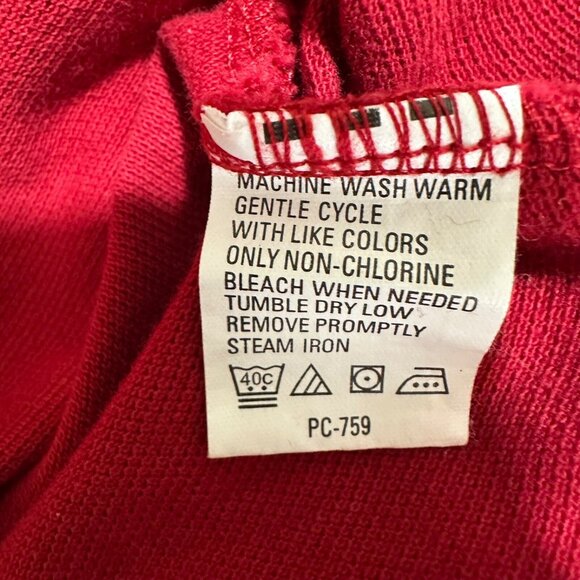 MACHINE WASH WARM
GENTLE CYCLE
WITH LIKE COLORS
ONLY NON-CHLORINE
BLEACH WHEN NEEDED
TUMBLE DRY LOW
REMOVE PROMPTLY
STEAM IRON
40C
PC-759